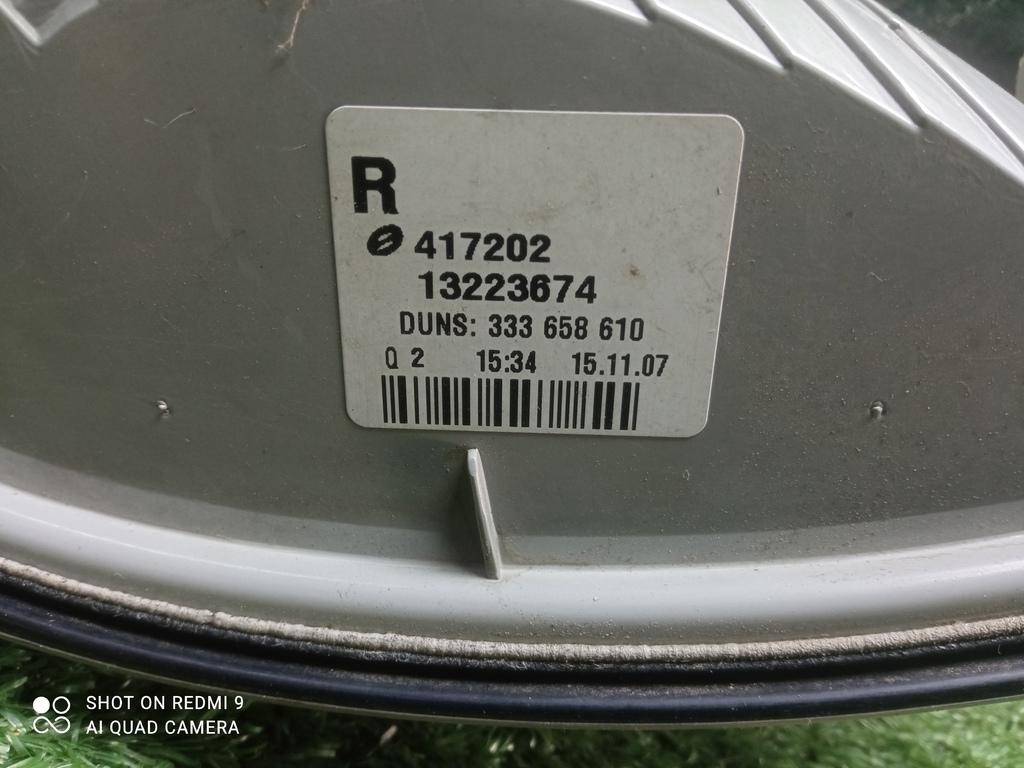 R
Ø 417202
13223674
DUNS: 333 658 610
Q 2 15:34 15.11.07
SHOT ON REDMI 9
AI QUAD CAMERA